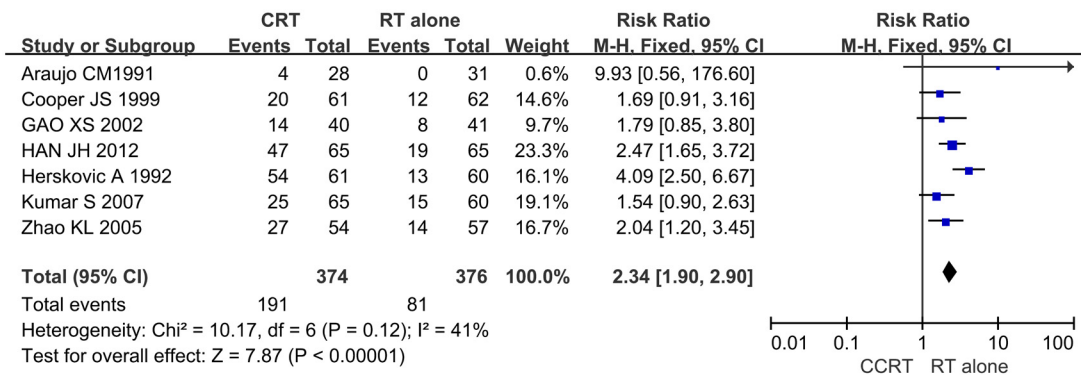 CRT RT alone Risk Ratio Risk Ratio
Study or Subgroup Events Total Events Total Weight M-H, Fixed, 95% CI M-H, Fixed, 95% CI
Araujo CM1991 4 28 0 31 0.6% 9.93 [0.56, 176.60]
Cooper JS 1999 20 61 12 62 14.6% 1.69 [0.91, 3.16]
GAO XS 2002 14 40 8 41 9.7% 1.79 [0.85, 3.80]
HAN JH 2012 47 65 19 65 23.3% 2.47 [1.65, 3.72]
Herskovic A 1992 54 61 13 60 16.1% 4.09 [2.50, 6.67]
Kumar S 2007 25 65 15 60 19.1% 1.54 [0.90, 2.63]
Zhao KL 2005 27 54 14 57 16.7% 2.04 [1.20, 3.45]
Total (95% CI) 374 376 100.0% 2.34 [1.90, 2.90]
Total events 191 81
Heterogeneity: Chi² = 10.17, df = 6 (P = 0.12); I² = 41%
Test for overall effect: Z = 7.87 (P < 0.00001)
0.01 0.1 1 10 100
CCRT RT alone